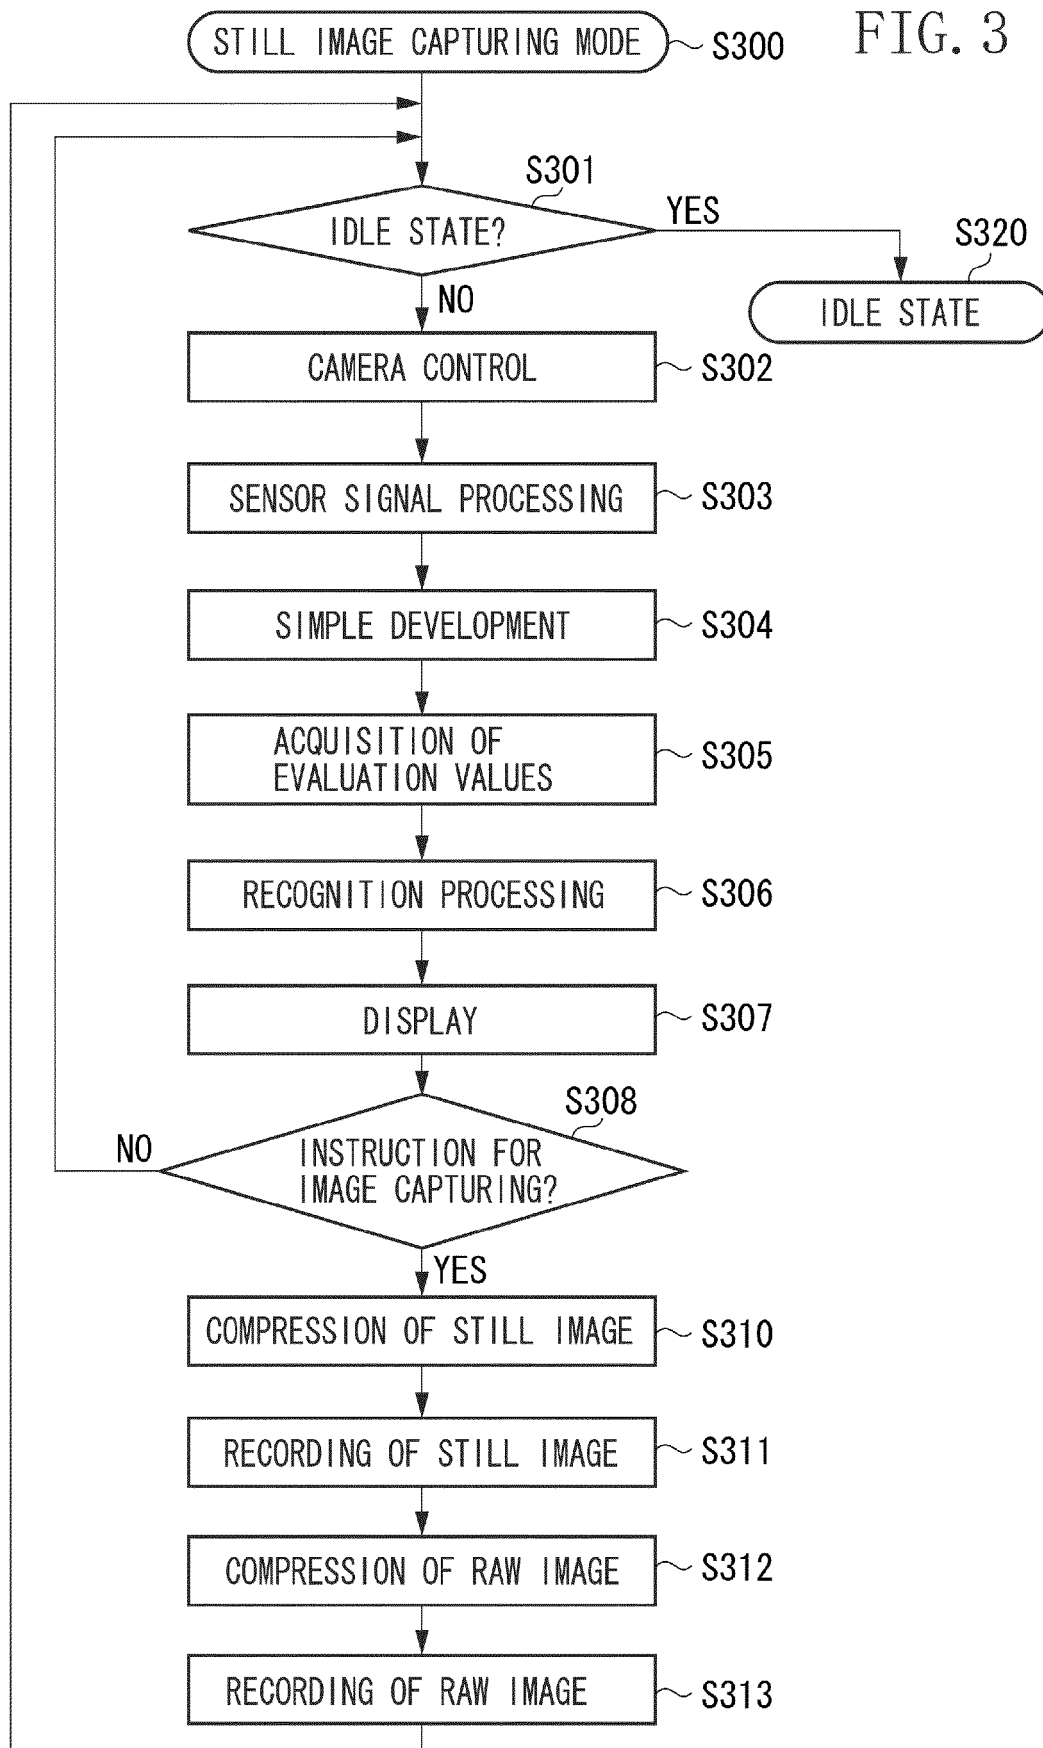 FIG. 3
STILL IMAGE CAPTURING MODE
S300
S301
IDLE STATE?
YES
S320
IDLE STATE
NO
CAMERA CONTROL
S302
SENSOR SIGNAL PROCESSING
S303
SIMPLE DEVELOPMENT
S304
ACQUISITION OF
EVALUATION VALUES
S305
RECOGNITION PROCESSING
S306
DISPLAY
S307
S308
NO
INSTRUCTION FOR
IMAGE CAPTURING?
YES
COMPRESSION OF STILL IMAGE
S310
RECORDING OF STILL IMAGE
S311
COMPRESSION OF RAW IMAGE
S312
RECORDING OF RAW IMAGE
S313